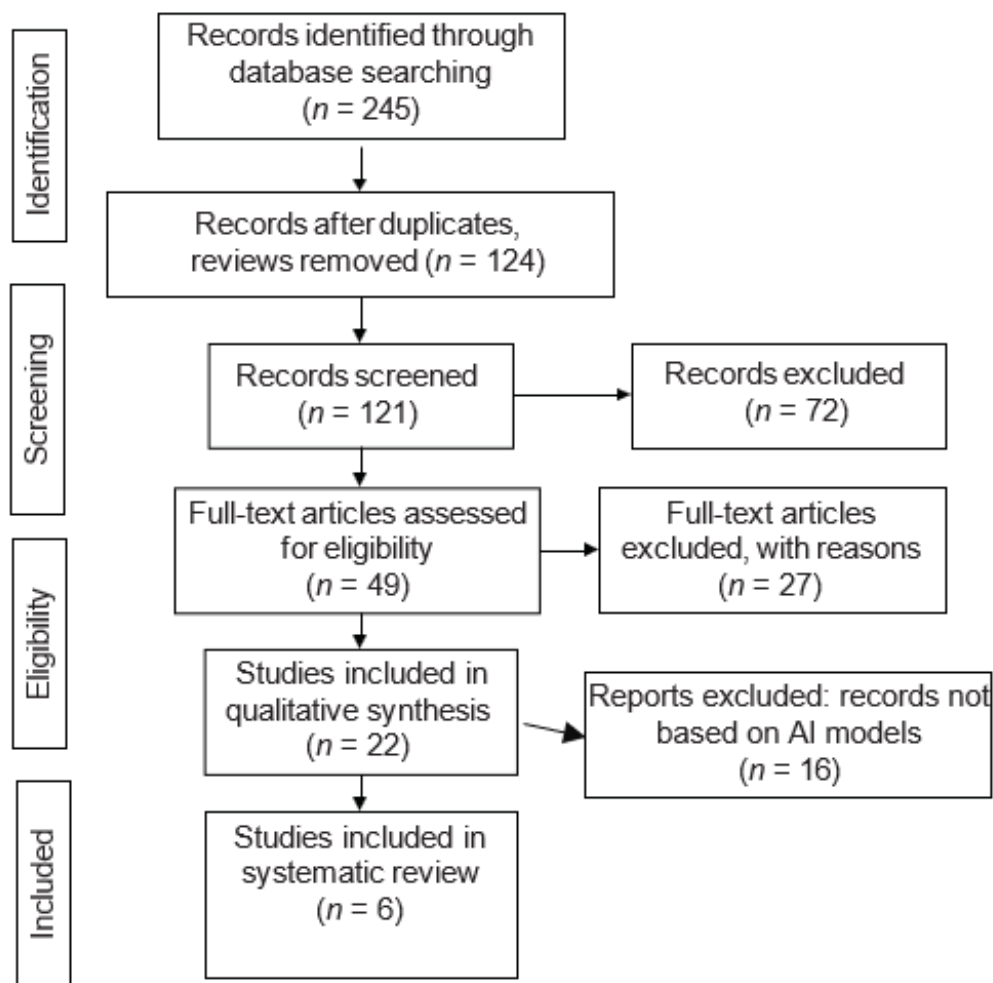 Identification
Records identified through
database searching
(n = 245)
Records after duplicates,
reviews removed (n = 124)
Screening
Records screened
(n = 121)
Records excluded
(n = 72)
Eligibility
Full-text articles assessed
for eligibility
(n = 49)
Full-text articles
excluded, with reasons
(n = 27)
Studies included in
qualitative synthesis
(n = 22)
Reports excluded: records not
based on AI models
(n = 16)
Included
Studies included in
systematic review
(n = 6)